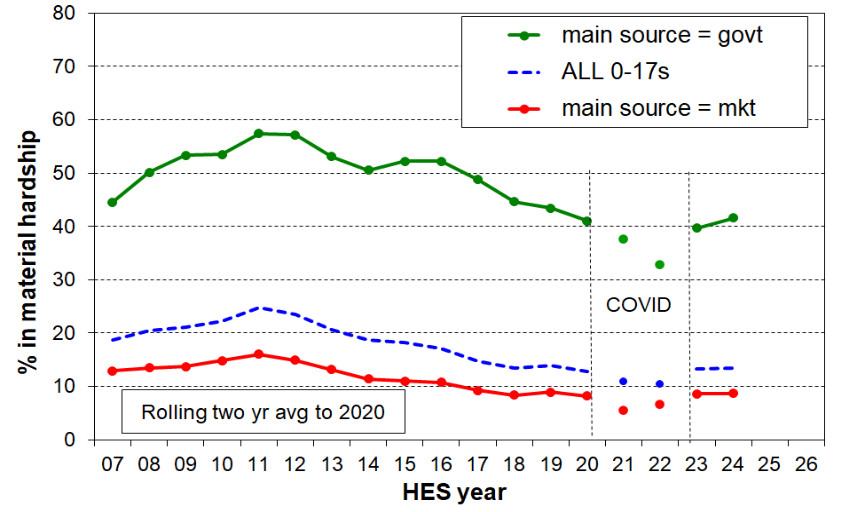 80
70
60
50
40
30
20
10
0
% in material hardship
main source = govt
ALL 0-17s
main source = mkt
COVID
Rolling two yr avg to 2020
07 08 09 10 11 12 13 14 15 16 17 18 19 20 21 22 23 24 25 26
HES year